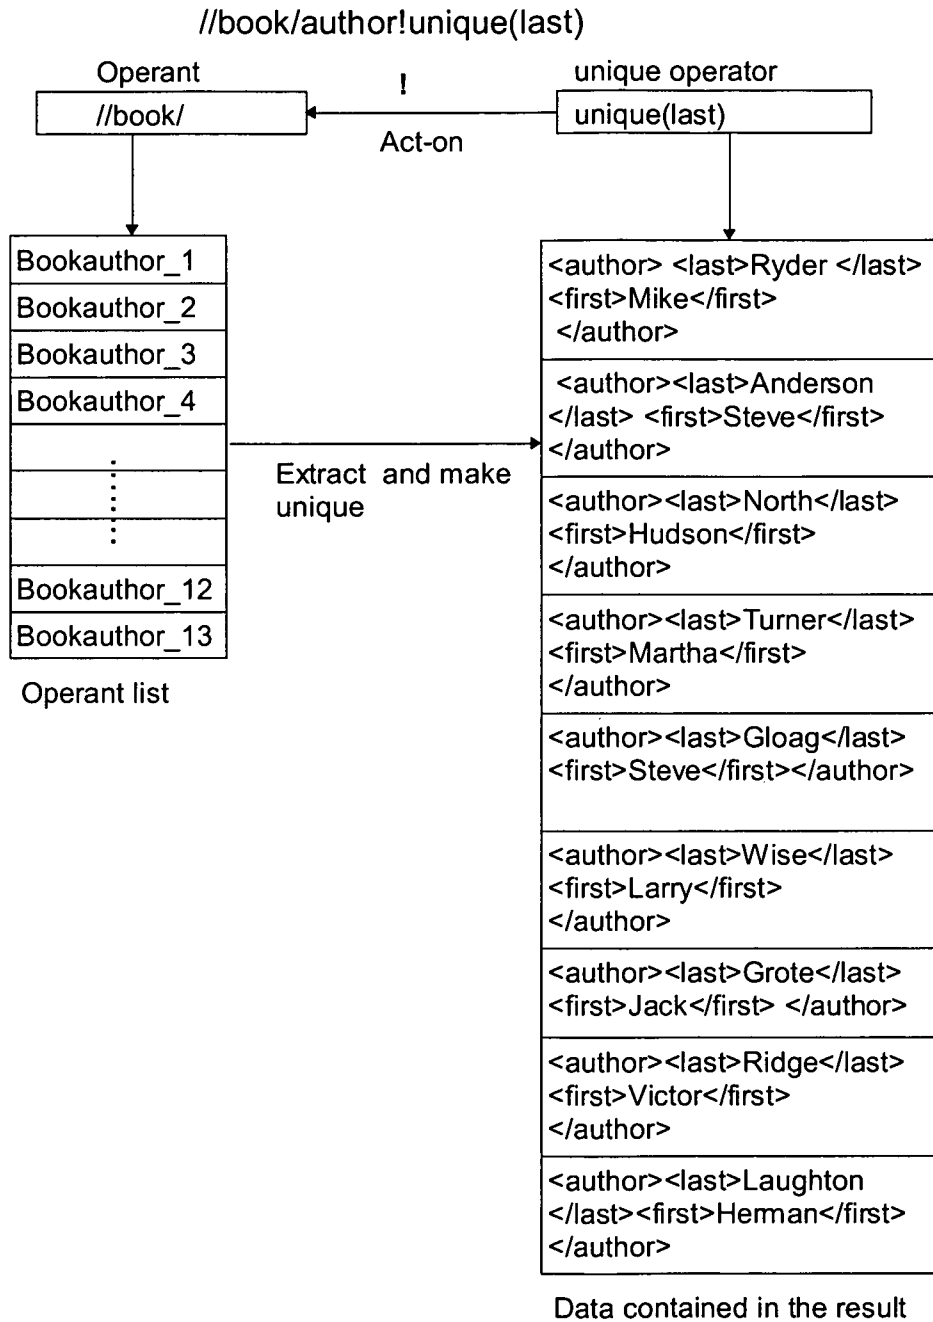 //book/author!unique(last)
Operant
!
unique operator
//book/
unique(last)
Act-on
Bookauthor_1
Bookauthor_2
Bookauthor_3
Bookauthor_4
Bookauthor_12
Bookauthor_13
Operant list
Extract and make
unique
<author> <last>Ryder </last>
<first>Mike</first>
</author>
<author><last>Anderson
</last> <first>Steve</first>
</author>
<author><last>North</last>
<first>Hudson</first>
</author>
<author><last>Turner</last>
<first>Martha</first>
</author>
<author><last>Gloag</last>
<first>Steve</first></author>
<author><last>Wise</last>
<first>Larry</first>
</author>
<author><last>Grote</last>
<first>Jack</first> </author>
<author><last>Ridge</last>
<first>Victor</first>
</author>
<author><last>Laughton
</last><first>Herman</first>
</author>
Data contained in the result